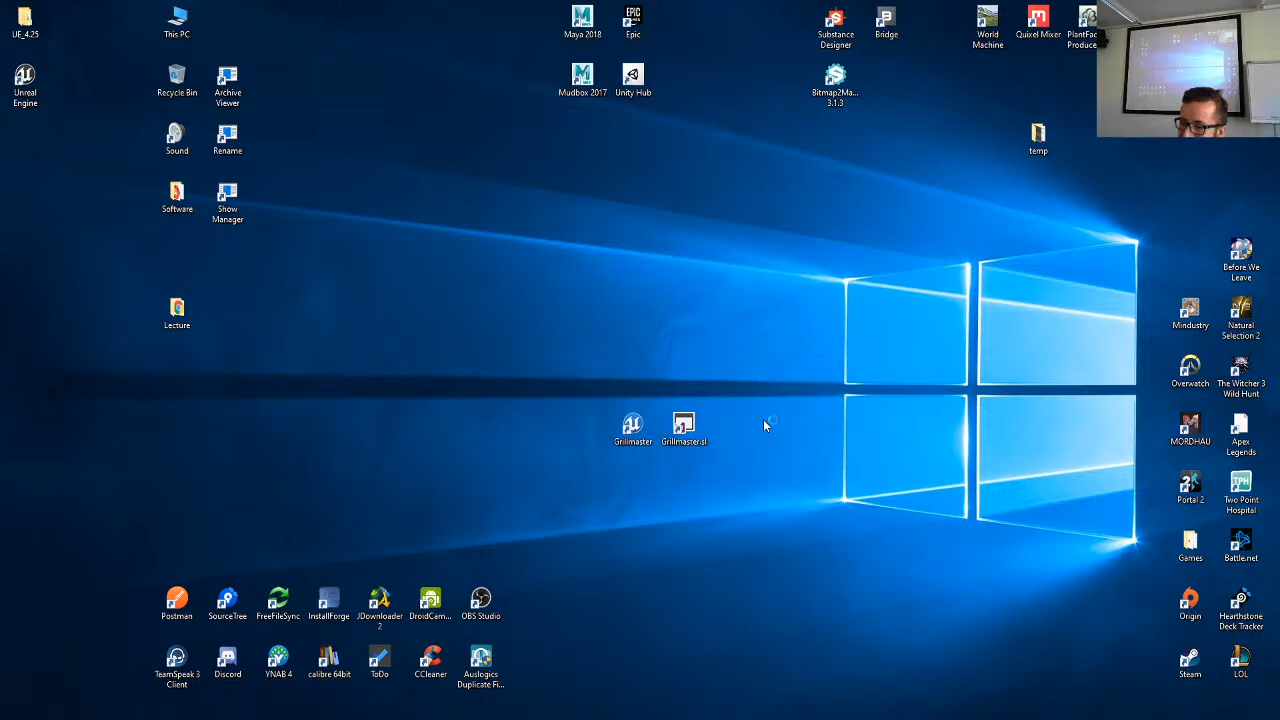 UE_4.25
This PC
Maya 2018
Epic
Substance
Designer
Bridge
World
Machine
Quixel Mixer
PlantFac
Produce
Unreal
Engine
Recycle Bin
Archive
Viewer
Mudbox 2017
Unity Hub
Bitmap2Ma...
3.1.3
Sound
Rename
temp
Software
Show
Manager
Before We
Leave
Lecture
Mindustry
Natural
Selection 2
Overwatch
The Witcher 3
Wild Hunt
Grillmaster
Grillmaster.sl
MORDHAU
Apex
Legends
Portal 2
Two Point
Hospital
Games
Battle.net
Postman
SourceTree
FreeFileSync
InstallForge
JDownloader
2
DroidCam...
OBS Studio
Origin
Hearthstone
Deck Tracker
TeamSpeak 3
Client
Discord
YNAB 4
calibre 64bit
ToDo
CCleaner
Auslogics
Duplicate Fi...
Steam
LOL